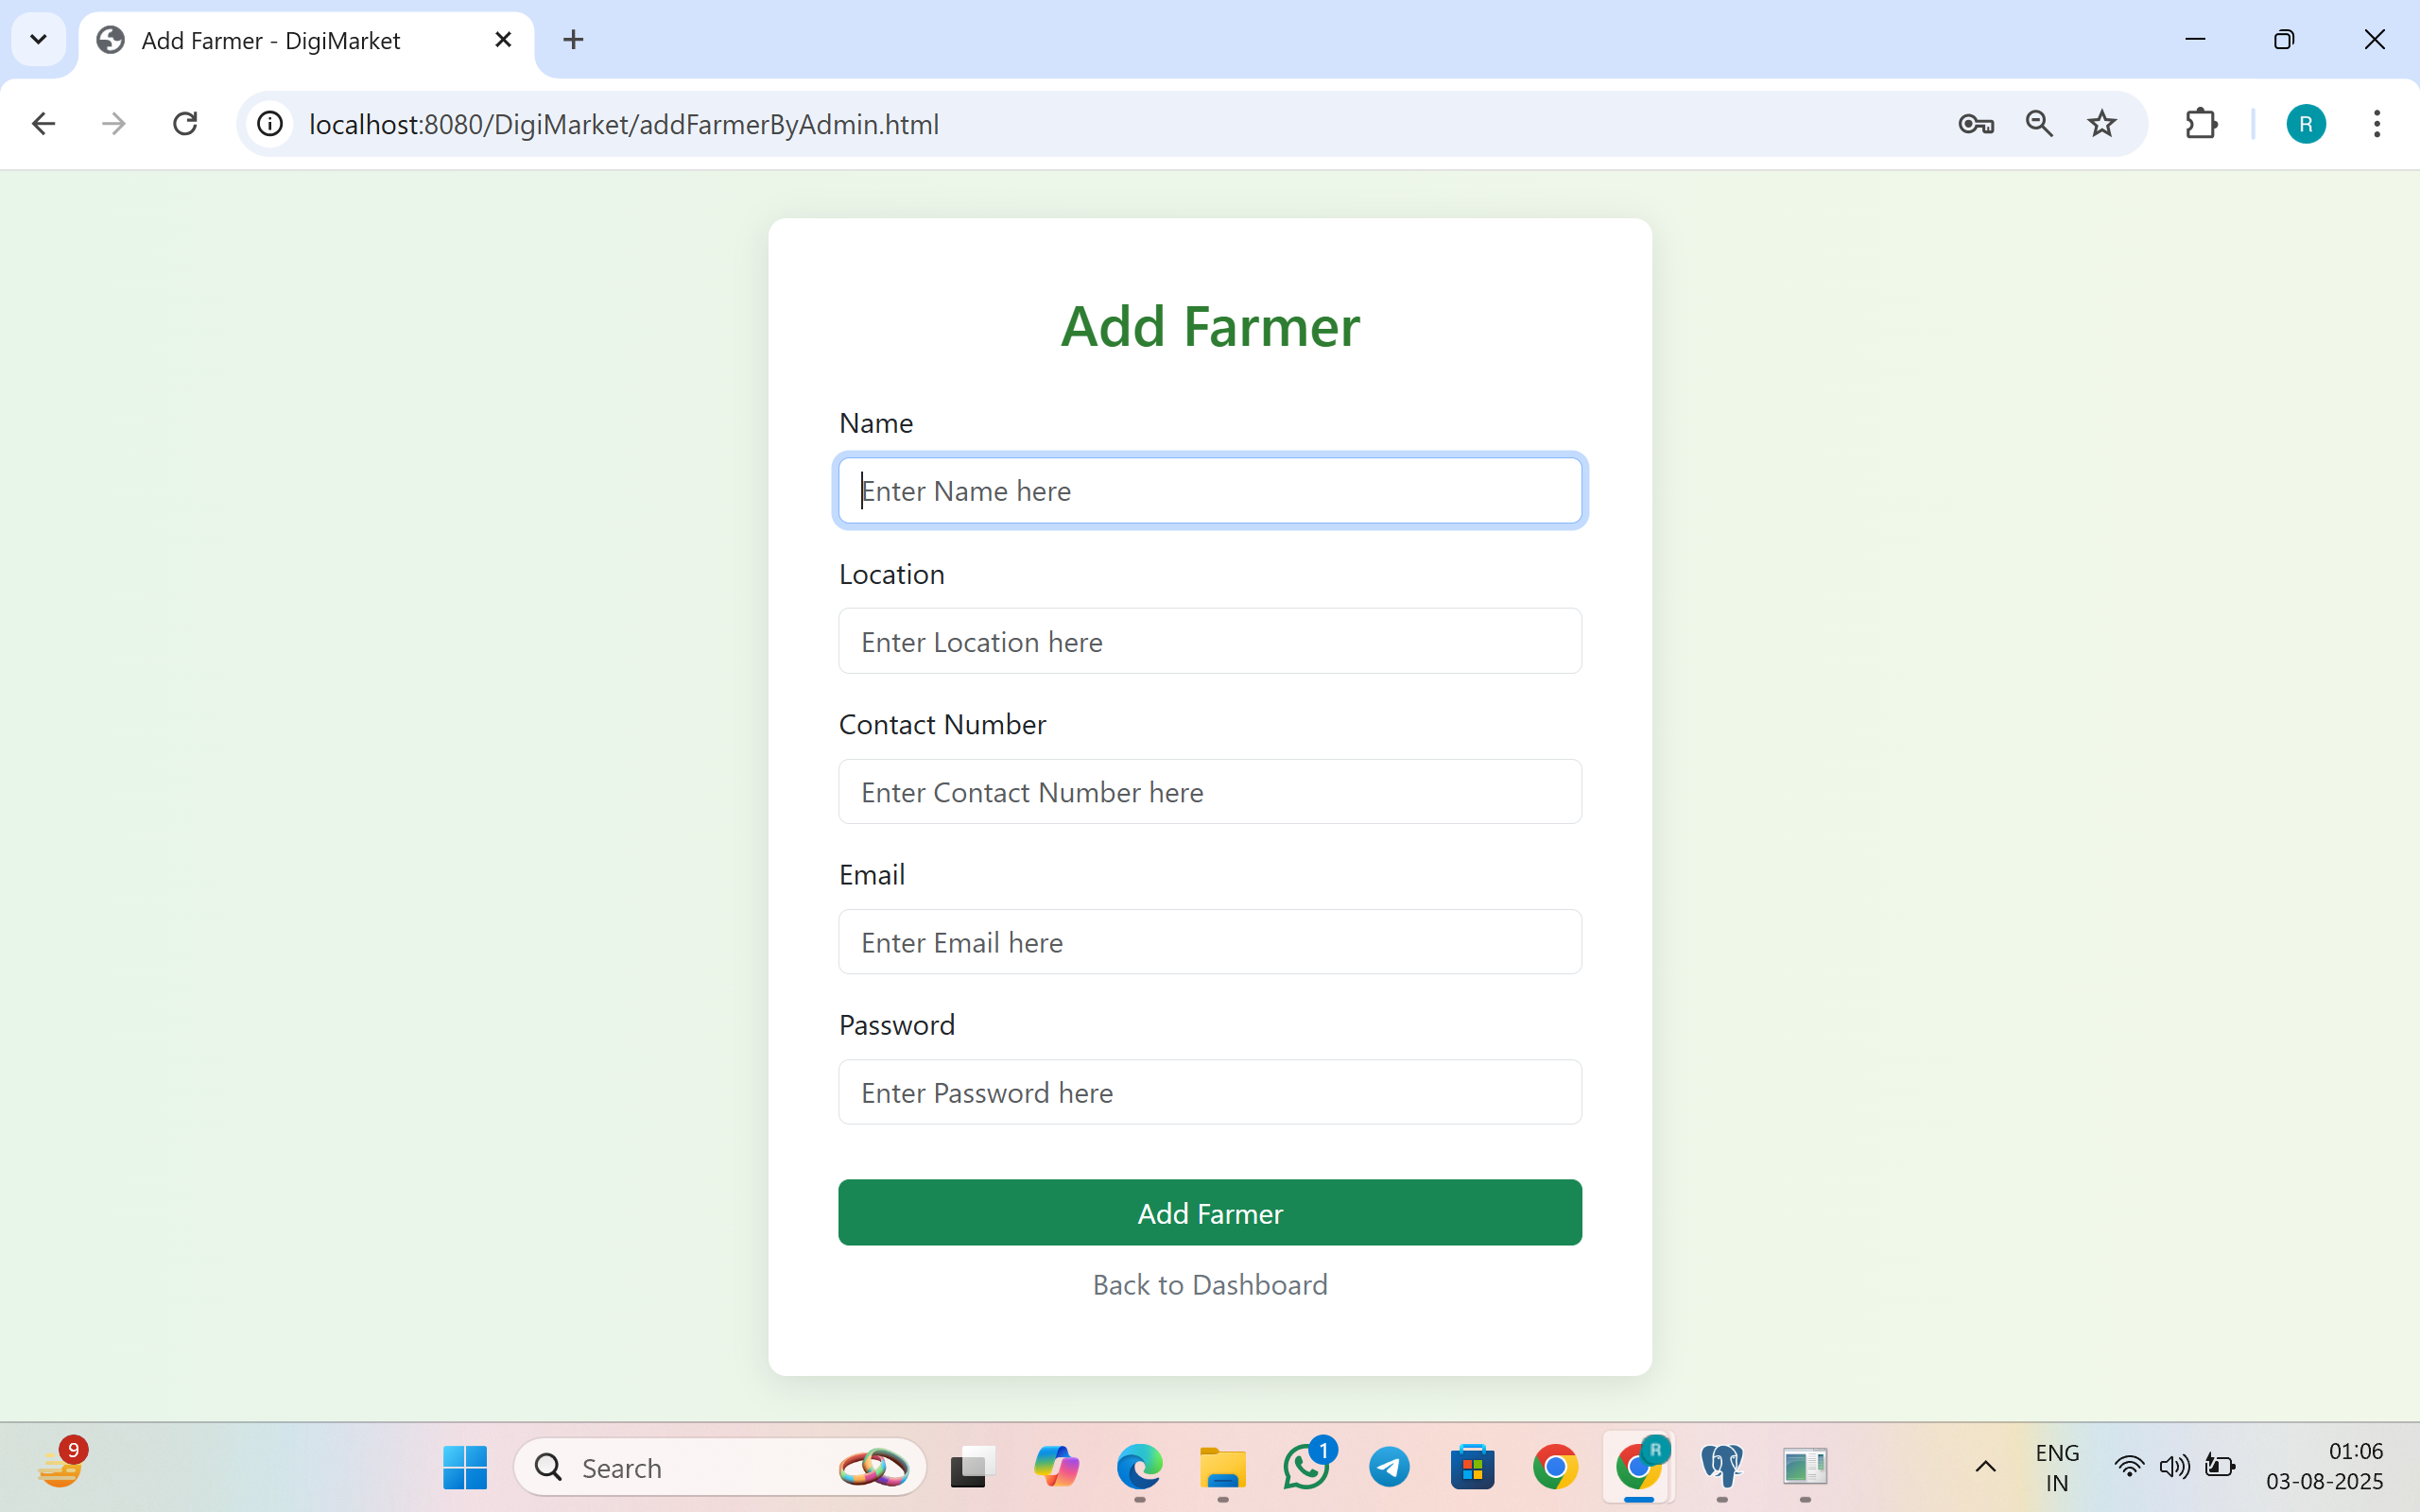 Add Farmer - DigiMarket
localhost:8080/DigiMarket/addFarmerByAdmin.html
R
Add Farmer
Name
Enter Name here
Location
Enter Location here
Contact Number
Enter Contact Number here
Email
Enter Email here
Password
Enter Password here
Add Farmer
Back to Dashboard
9
Search
1
R
ENG
IN
01:06
03-08-2025